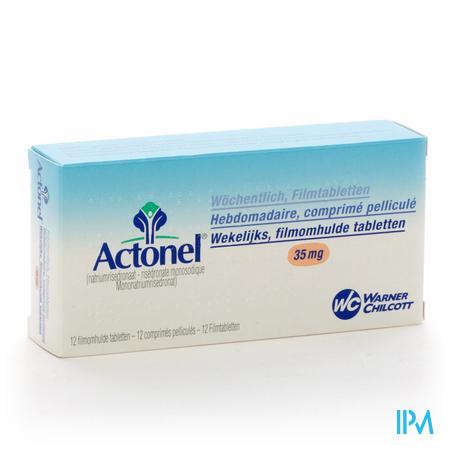 Wöchentlich, Filmtabletten
Hebdomadaire, comprimé pelliculé
Wekelijks, filmomhulde tabletten
35 mg
Actonel®
(natriumrisedronaat - risédronate monosodique
Mononatriumrisedronat)
WC WARNER CHILCOTT
12 filmomhulde tabletten – 12 comprimés pelliculés – 12 Filmtabletten
Actonel
IPM